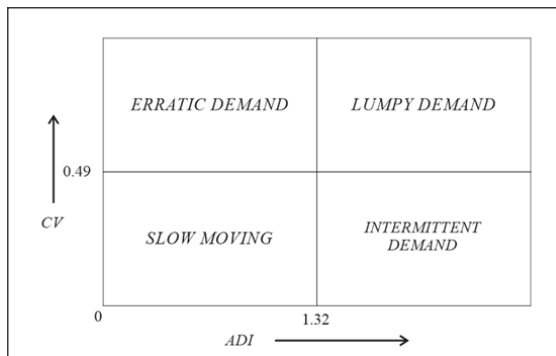 ERRATIC DEMAND
LUMPY DEMAND
0.49
CV
SLOW MOVING
INTERMITTENT
DEMAND
0
1.32
ADI